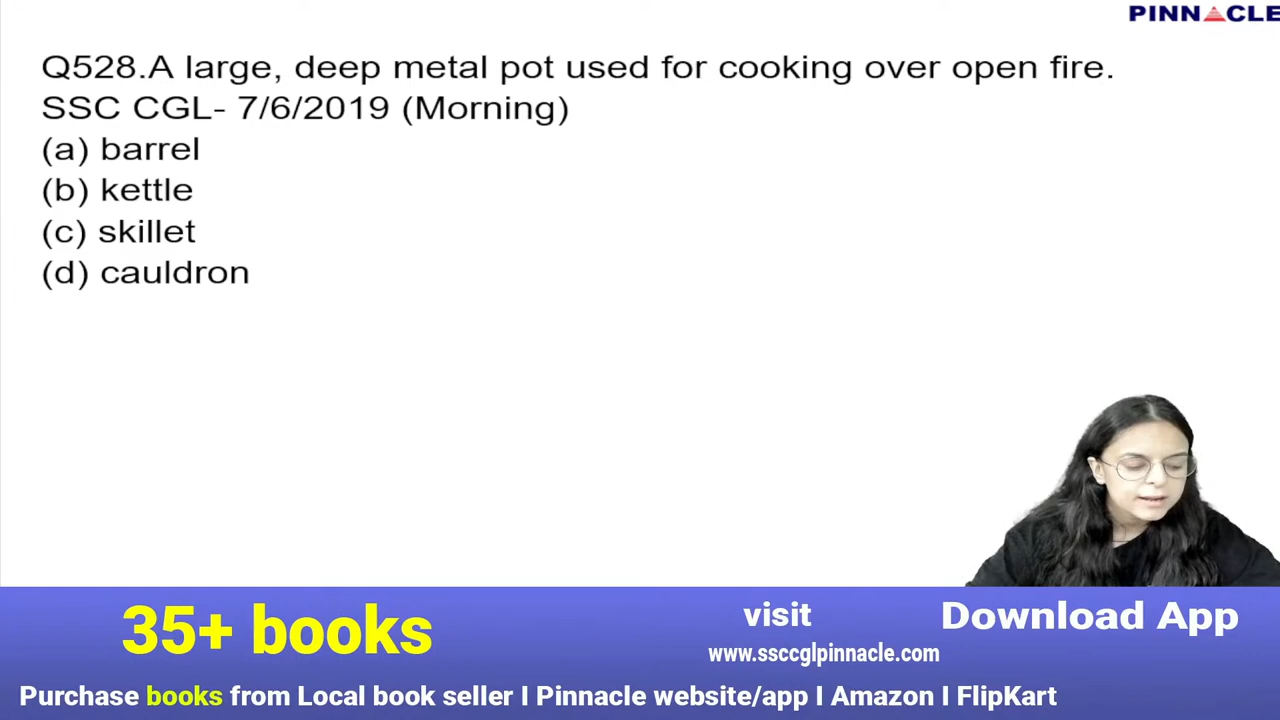 PINNACLE
Q528.A large, deep metal pot used for cooking over open fire.
SSC CGL- 7/6/2019 (Morning)
(a) barrel
(b) kettle
(c) skillet
(d) cauldron
35+ books
visit
www.ssccglpinnacle.com
Download App
Purchase books from Local book seller I Pinnacle website/app I Amazon I FlipKart